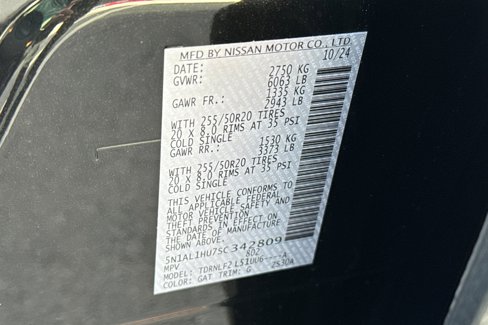 MFD BY NISSAN MOTOR CO., LTD
DATE: 10/24
GVWR: 2750 KG
6063 LB
GAWR FR.: 1335 KG
2943 LB
WITH 255/50R20 TIRES
20 X 8.0 RIMS AT 35 PSI
COLD SINGLE
GAWR RR.: 1530 KG
3373 LB
WITH 255/50R20 TIRES
20 X 8.0 RIMS AT 35 PSI
COLD SINGLE
THIS VEHICLE CONFORMS TO
ALL APPLICABLE FEDERAL
MOTOR VEHICLE SAFETY AND
THEFT PREVENTION
STANDARDS IN EFFECT ON
THE DATE OF MANUFACTURE
SHOWN ABOVE.
5N1AL1HU7SC342809
MPV
MODEL:
COLOR: GAT TRIM: G